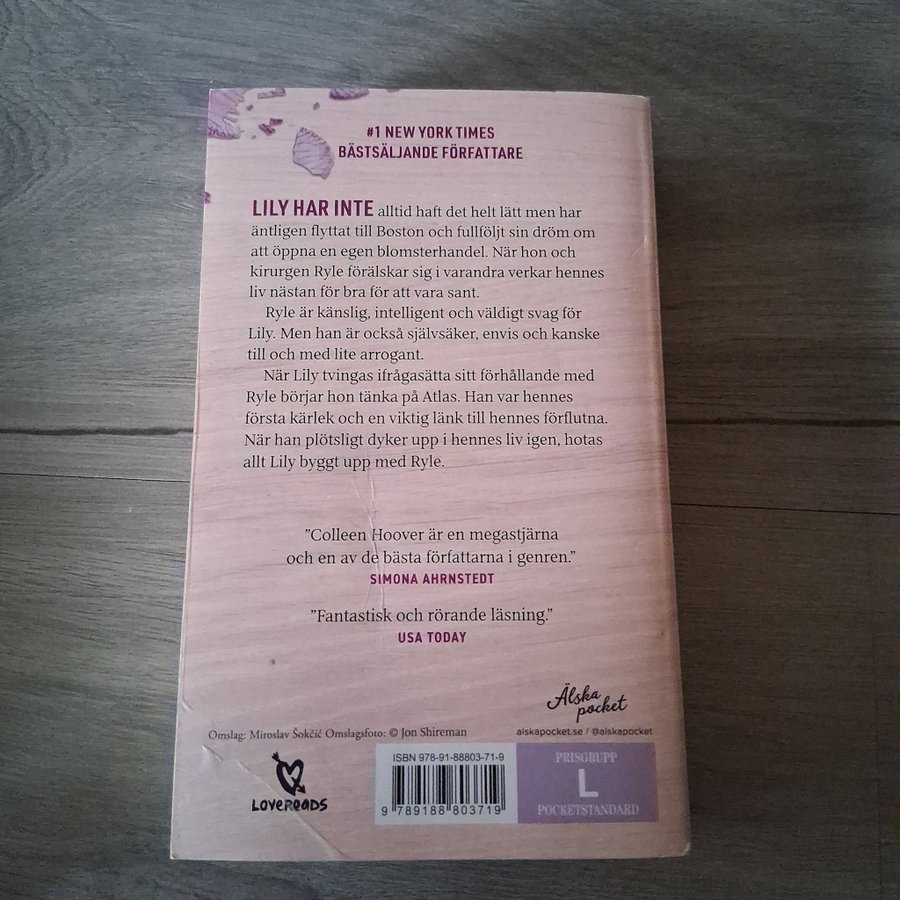 #1 NEW YORK TIMES
BÄSTSÄLJANDE FÖRFATTARE
LILY HAR INTE alltid haft det helt lätt men har
äntligen flyttat till Boston och fullföljt sin dröm om
att öppna en egen blomsterhandel. När hon och
kirurgen Ryle förälskar sig i varandra verkar hennes
liv nästan för bra för att vara sant.
Ryle är känslig, intelligent och väldigt svag för
Lily. Men han är också självsäker, envis och kanske
till och med lite arrogant.
När Lily tvingas ifrågasätta sitt förhållande med
Ryle börjar hon tänka på Atlas. Han var hennes
första kärlek och en viktig länk till hennes förflutna.
När han plötsligt dyker upp i hennes liv igen, hotas
allt Lily byggt upp med Ryle.
”Colleen Hoover är en megastjärna
och en av de bästa författarna i genren.”
SIMONA AHRNSTEDT
”Fantastisk och rörande läsning.”
USA TODAY
Älska
pocket
alskapocket.se / @alskapocket
Omslag: Miroslav Šokčić Omslagsfoto: © Jon Shireman
LOVEREADS
ISBN 978-91-88803-71-9
9 789188 803719
PRISGRUPP
L
POCKETSTANDARD